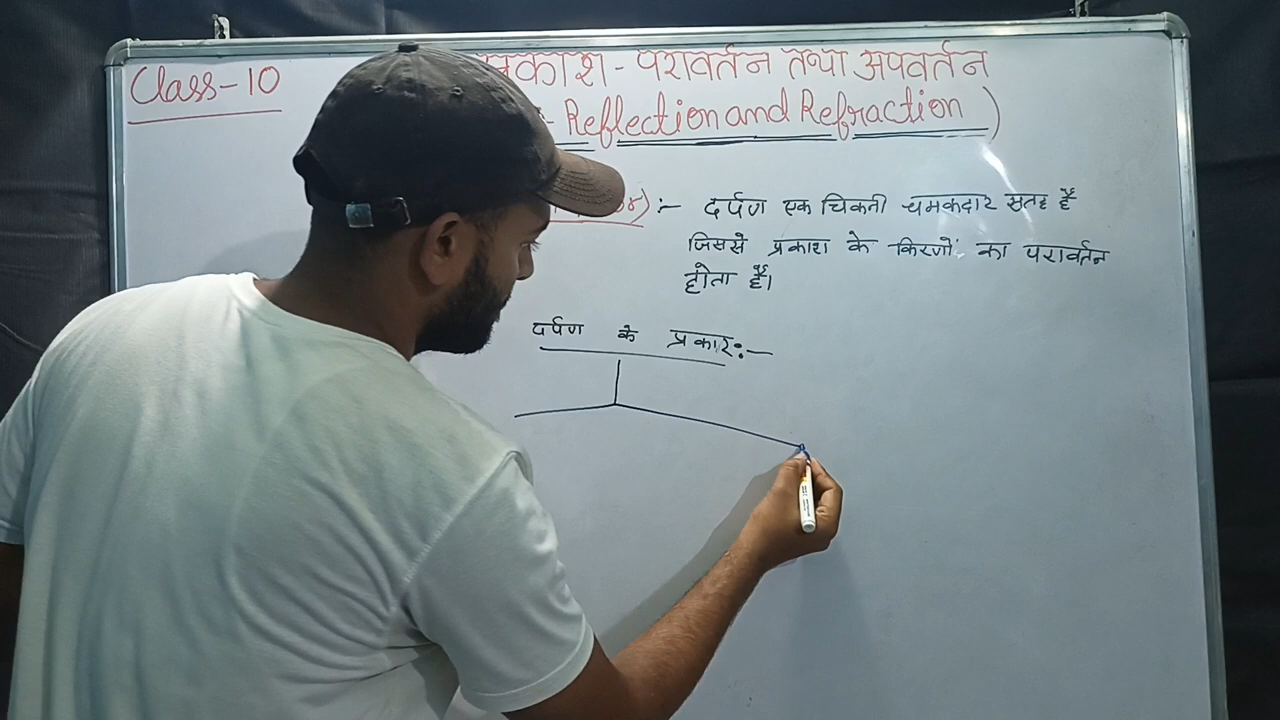 Class-10
प्रकाश - परावर्तन तथा अपवर्तन
- Reflection and Refraction )
:- दर्पण एक चिकनी चमकदार सतह है
जिससे प्रकाश के किरणों का परावर्तन
होता है।
दर्पण के प्रकार:-